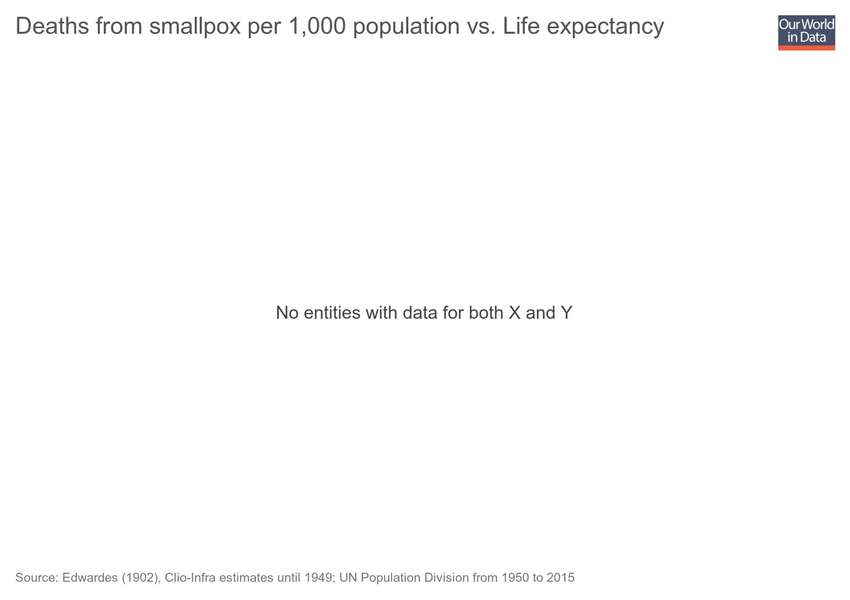 Deaths from smallpox per 1,000 population vs. Life expectancy
Our World
in Data
No entities with data for both X and Y
Source: Edwardes (1902), Clio-Infra estimates until 1949; UN Population Division from 1950 to 2015